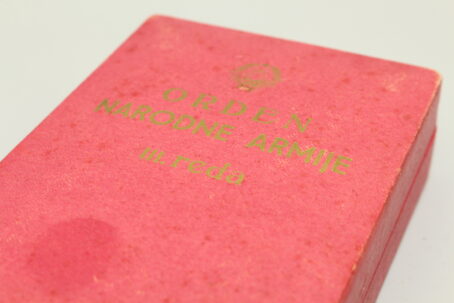 ORDEN
NARODNE ARMIJE
III. reda